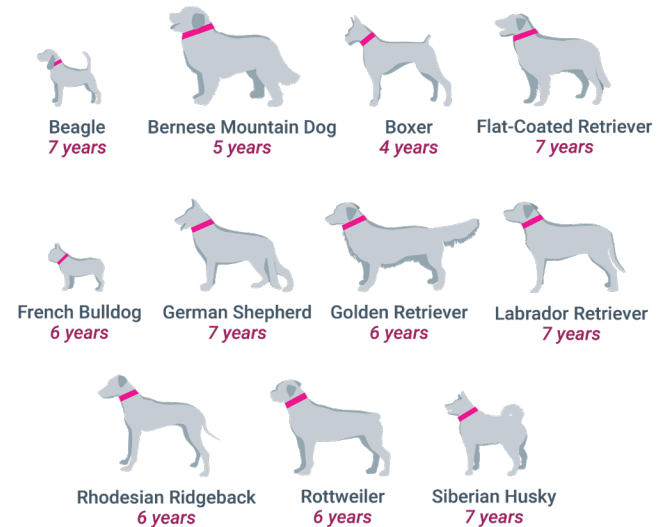 Beagle
7 years
Bernese Mountain Dog
5 years
Boxer
4 years
Flat-Coated Retriever
7 years
French Bulldog
6 years
German Shepherd
7 years
Golden Retriever
6 years
Labrador Retriever
7 years
Rhodesian Ridgeback
6 years
Rottweiler
6 years
Siberian Husky
7 years